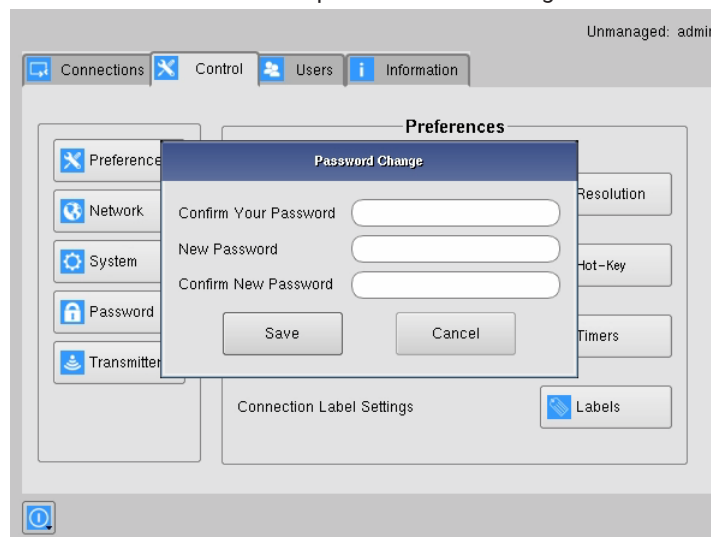 Unmanaged: admin
Connections Control Users Information
Preferences
Preference
Network
System
Password
Transmitter
Resolution
Hot-Key
Timers
Connection Label Settings
Labels
Password Change
Confirm Your Password
New Password
Confirm New Password
Save Cancel